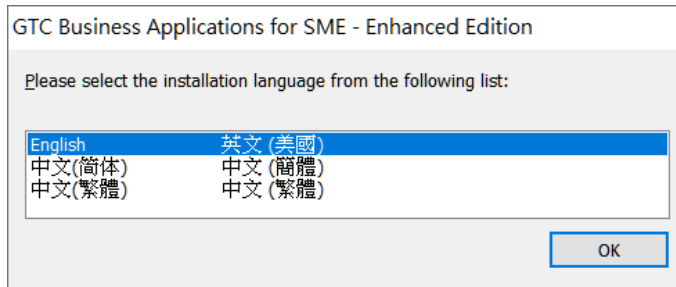 GTC Business Applications for SME - Enhanced Edition
Please select the installation language from the following list:
English 英文 (美國)
中文(简体) 中文 (簡體)
中文(繁體) 中文 (繁體)
OK